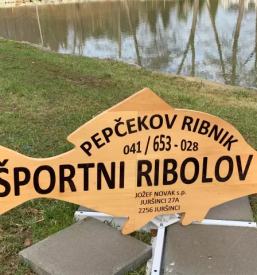 PEPČEKOV RIBNIK
041/653-028
ŠPORTNI RIBOLOV
JOŽEF NOVAK s.p.
JURŠINCI 27A
2256 JURŠINCI